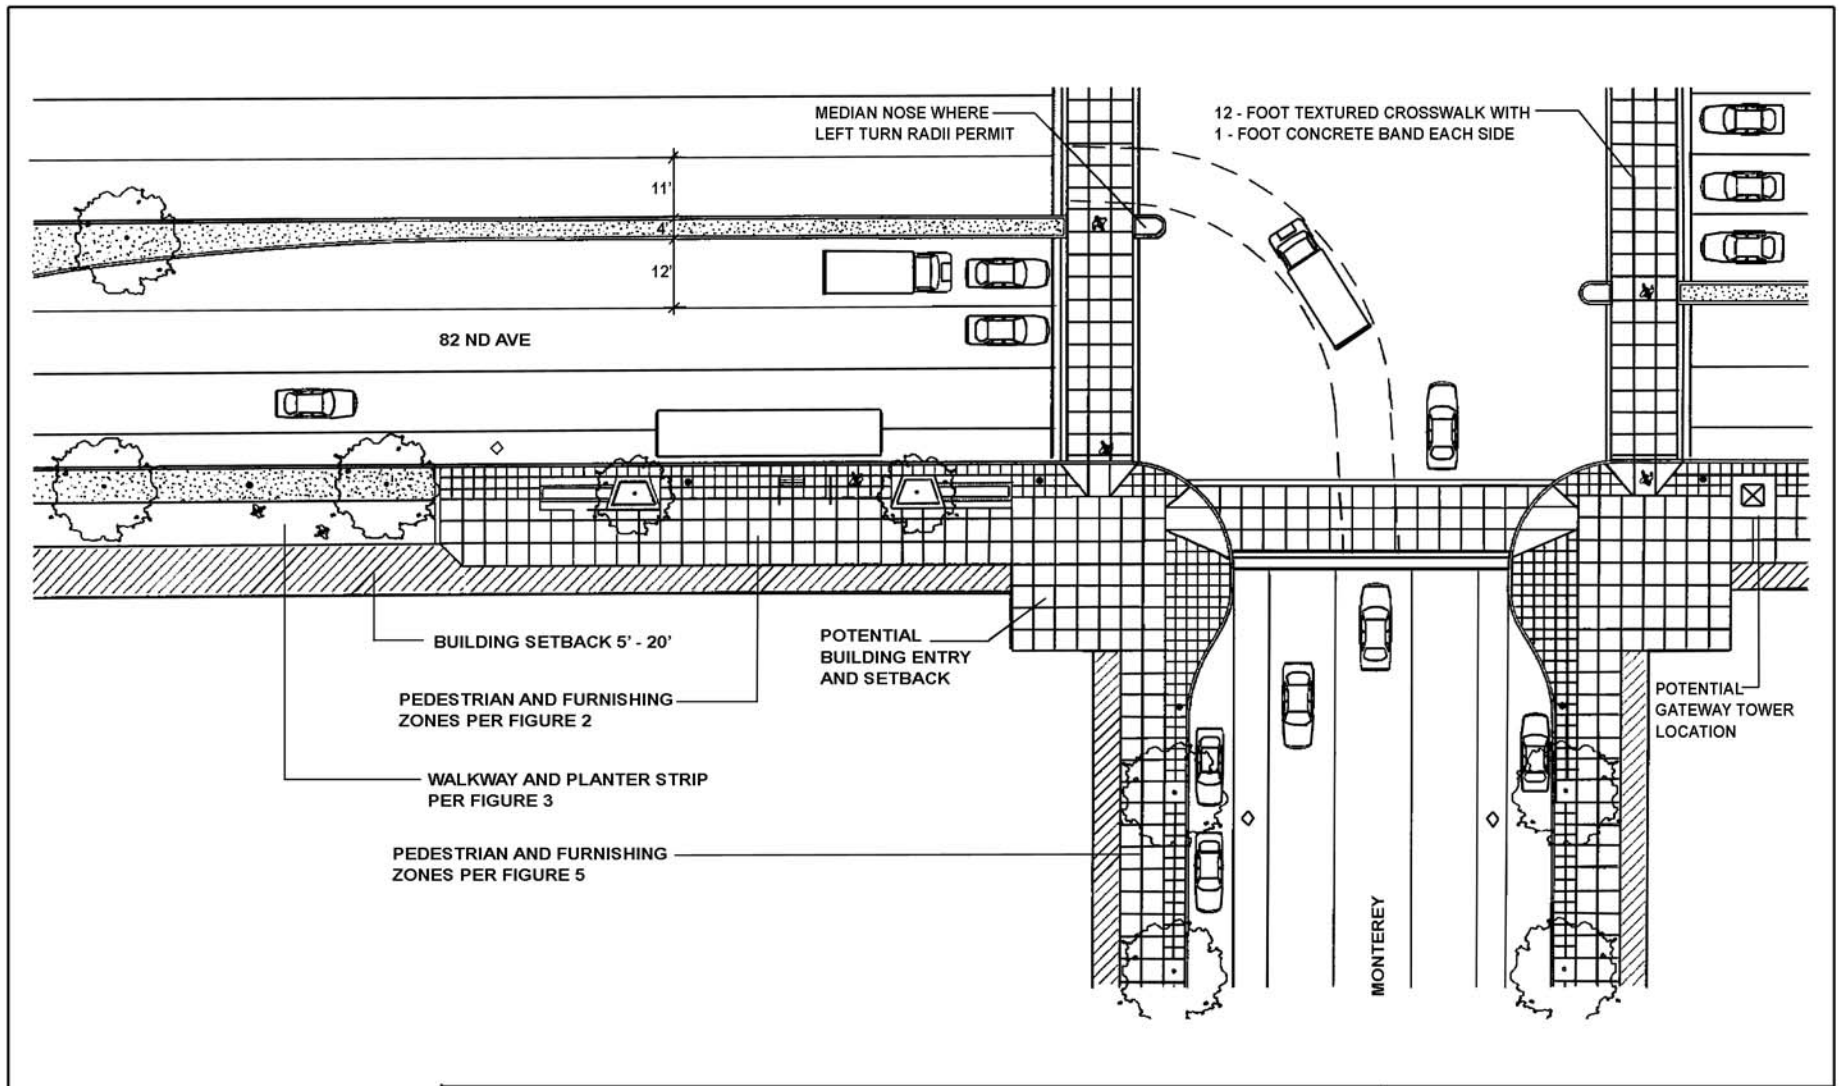 MEDIAN NOSE WHERE
LEFT TURN RADII PERMIT
12 - FOOT TEXTURED CROSSWALK WITH
1 - FOOT CONCRETE BAND EACH SIDE
11'
4'
12'
82 ND AVE
BUILDING SETBACK 5' - 20'
POTENTIAL
BUILDING ENTRY
AND SETBACK
PEDESTRIAN AND FURNISHING
ZONES PER FIGURE 2
POTENTIAL
GATEWAY TOWER
LOCATION
WALKWAY AND PLANTER STRIP
PER FIGURE 3
PEDESTRIAN AND FURNISHING
ZONES PER FIGURE 5
MONTEREY